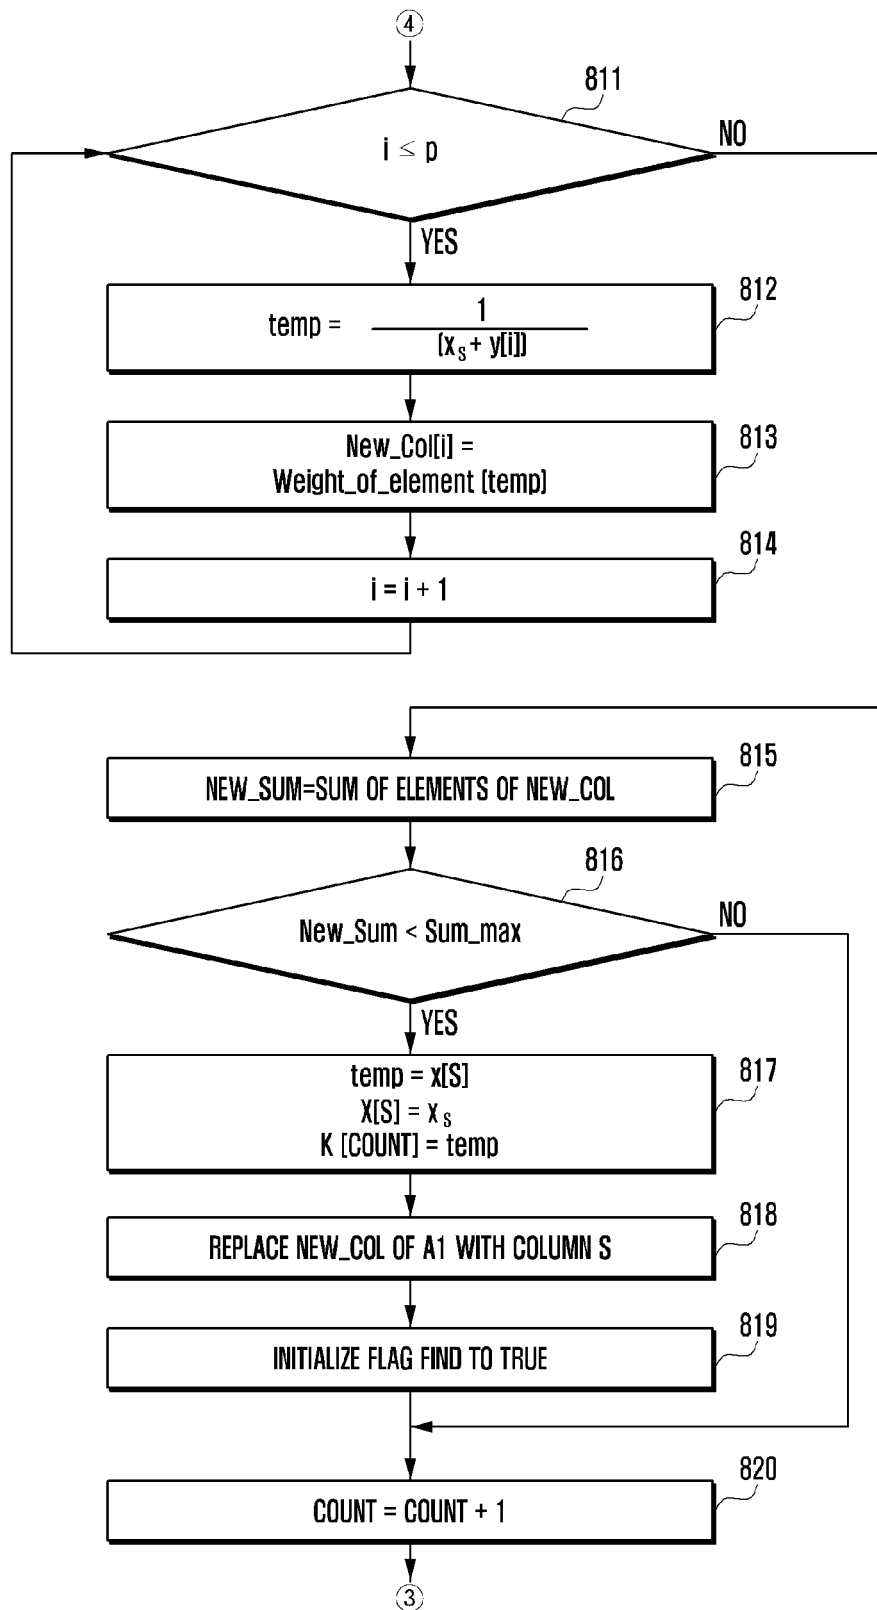 ④
811
i ≤ p
NO
YES
812
temp = 1 / (x_s + y[i])
813
New_Col[i] =
Weight_of_element (temp)
814
i = i + 1
815
NEW_SUM=SUM OF ELEMENTS OF NEW_COL
816
New_Sum < Sum_max
NO
YES
817
temp = x[S]
X[S] = x_s
K [COUNT] = temp
818
REPLACE NEW_COL OF A1 WITH COLUMN S
819
INITIALIZE FLAG FIND TO TRUE
820
COUNT = COUNT + 1
③